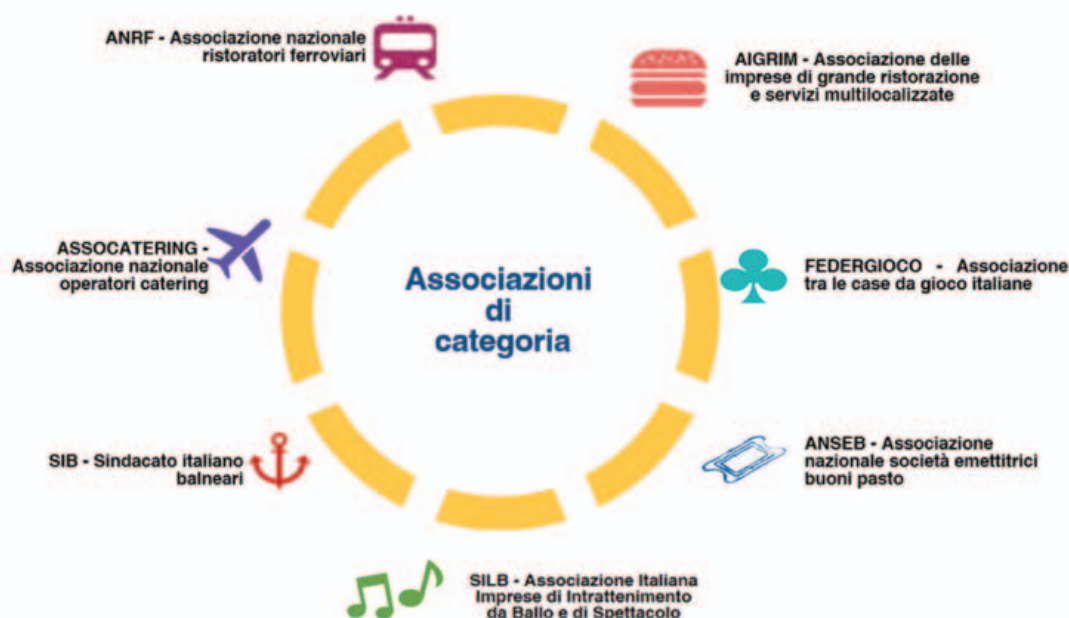 ANRF - Associazione nazionale
ristoratori ferroviari
AIGRIM - Associazione delle
imprese di grande ristorazione
e servizi multilocalizzate
ASSOCATERING -
Associazione nazionale
operatori catering
Associazioni
di
categoria
FEDERGIOCO - Associazione
tra le case da gioco italiane
SIB - Sindacato italiano
balneari
ANSEB - Associazione
nazionale società emettitrici
buoni pasto
SILB - Associazione Italiana
Imprese di Intrattenimento
da Ballo e di Spettacolo